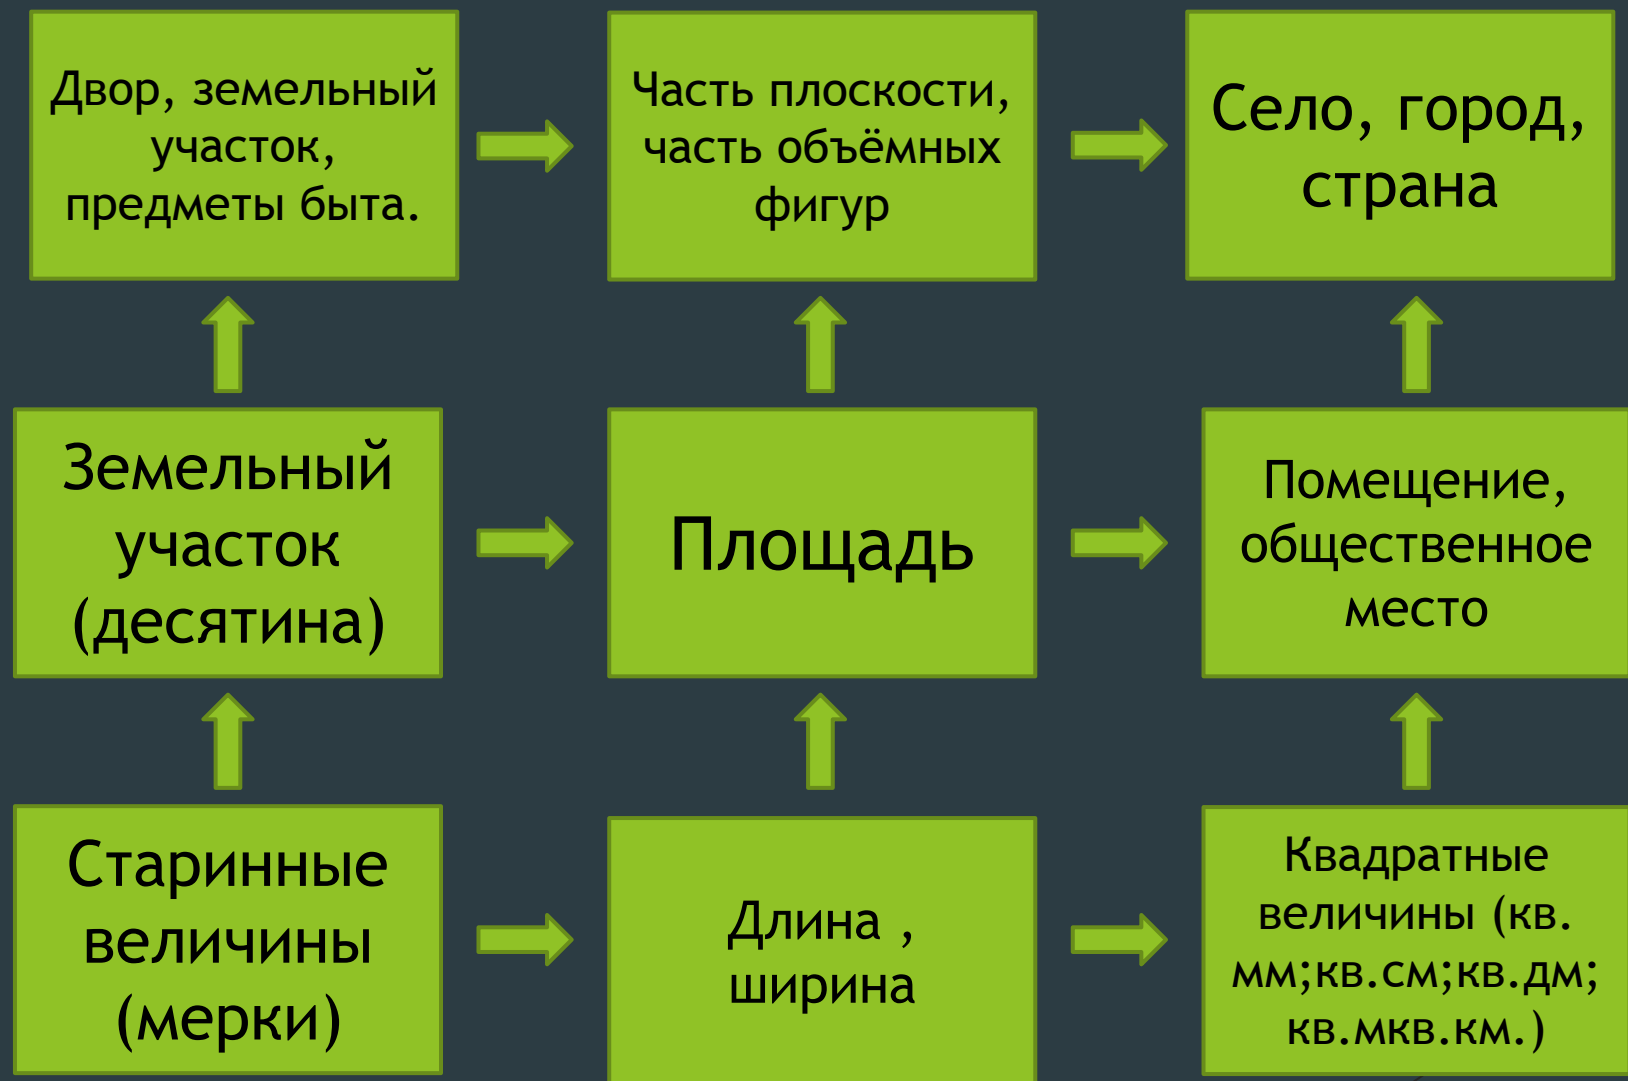 Двор, земельный
участок,
предметы быта.
Часть плоскости,
часть объёмных
фигур
Село, город,
страна
Земельный
участок
(десятина)
Площадь
Помещение,
общественное
место
Старинные
величины
(мерки)
Длина ,
ширина
Квадратные
величины (кв.
мм;кв.см;кв.дм;
кв.мкв.км.)